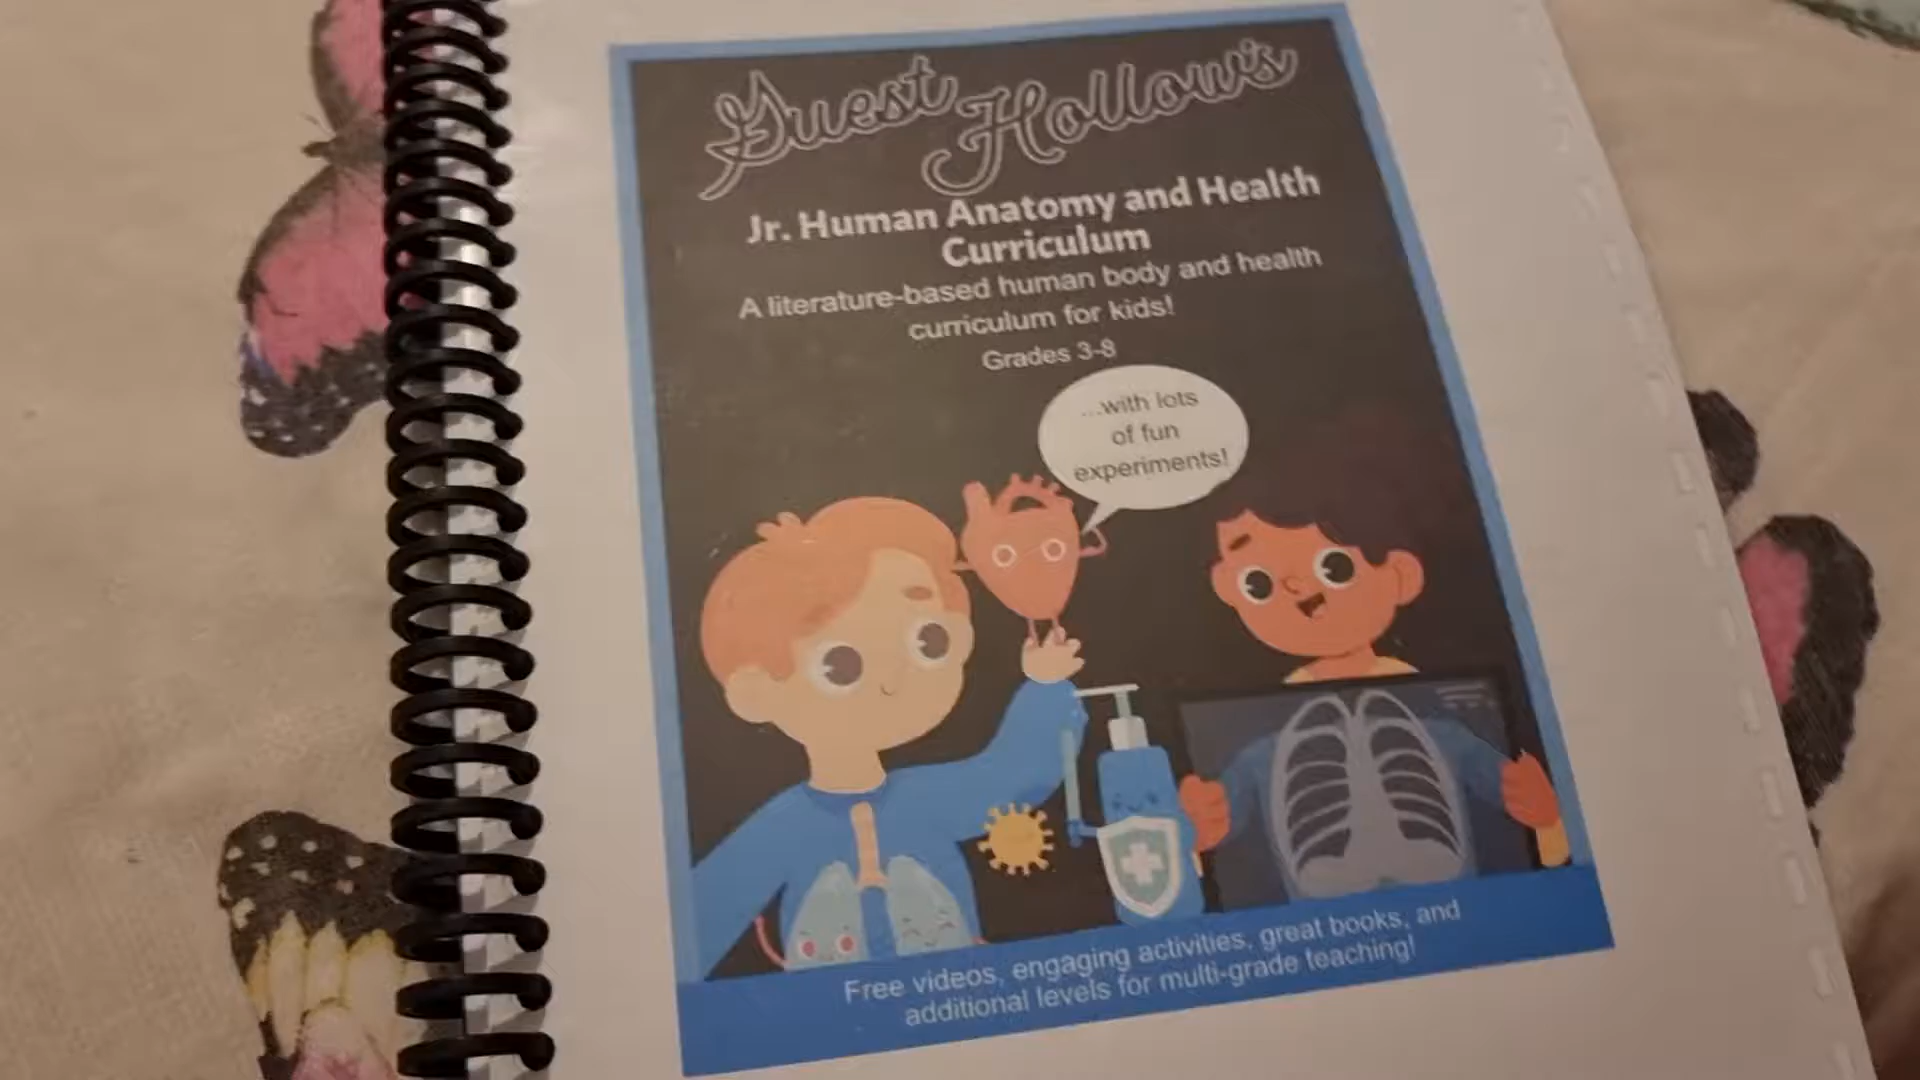 Guest Hollow's
Jr. Human Anatomy and Health
Curriculum
A literature-based human body and health
curriculum for kids!
Grades 3-8
...with lots
of fun
experiments!
Free videos, engaging activities, great books, and
additional levels for multi-grade teaching!